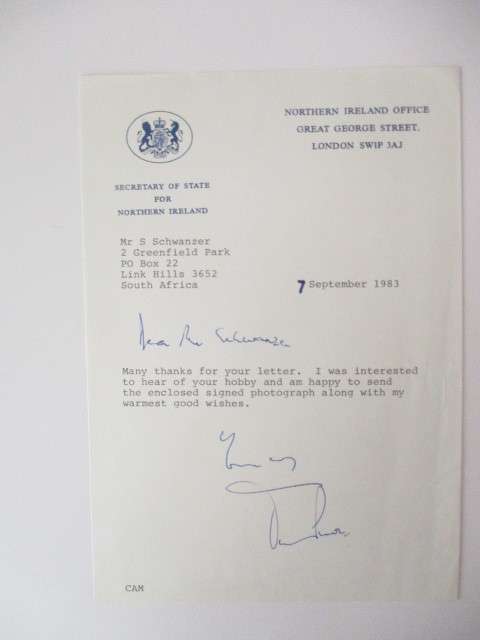 NORTHERN IRELAND OFFICE
GREAT GEORGE STREET,
LONDON SW1P 3AJ
SECRETARY OF STATE
FOR
NORTHERN IRELAND
Mr S Schwanzer
2 Greenfield Park
PO Box 22
Link Hills 3652
South Africa
7 September 1983
Dear Mr Schwanzer
Many thanks for your letter. I was interested
to hear of your hobby and am happy to send
the enclosed signed photograph along with my
warmest good wishes.
CAM